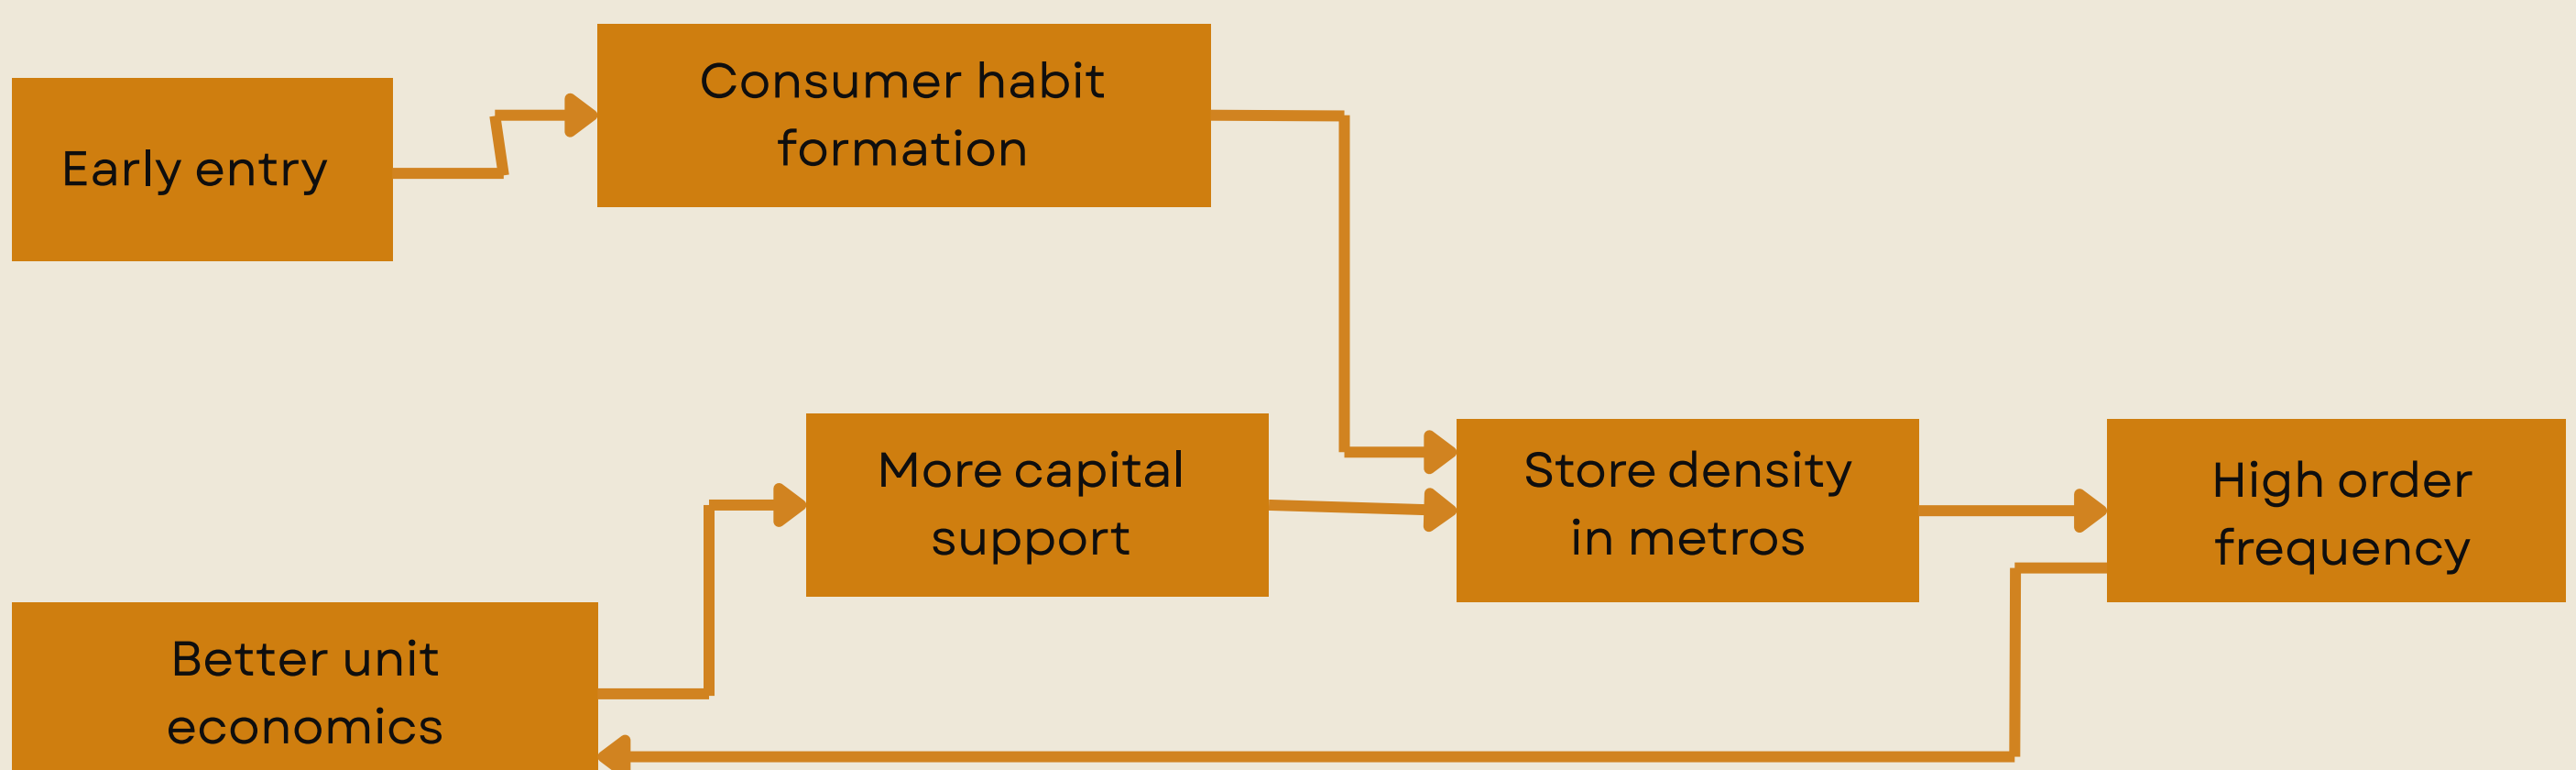 Early entry
Consumer habit
formation
More capital
support
Store density
in metros
High order
frequency
Better unit
economics